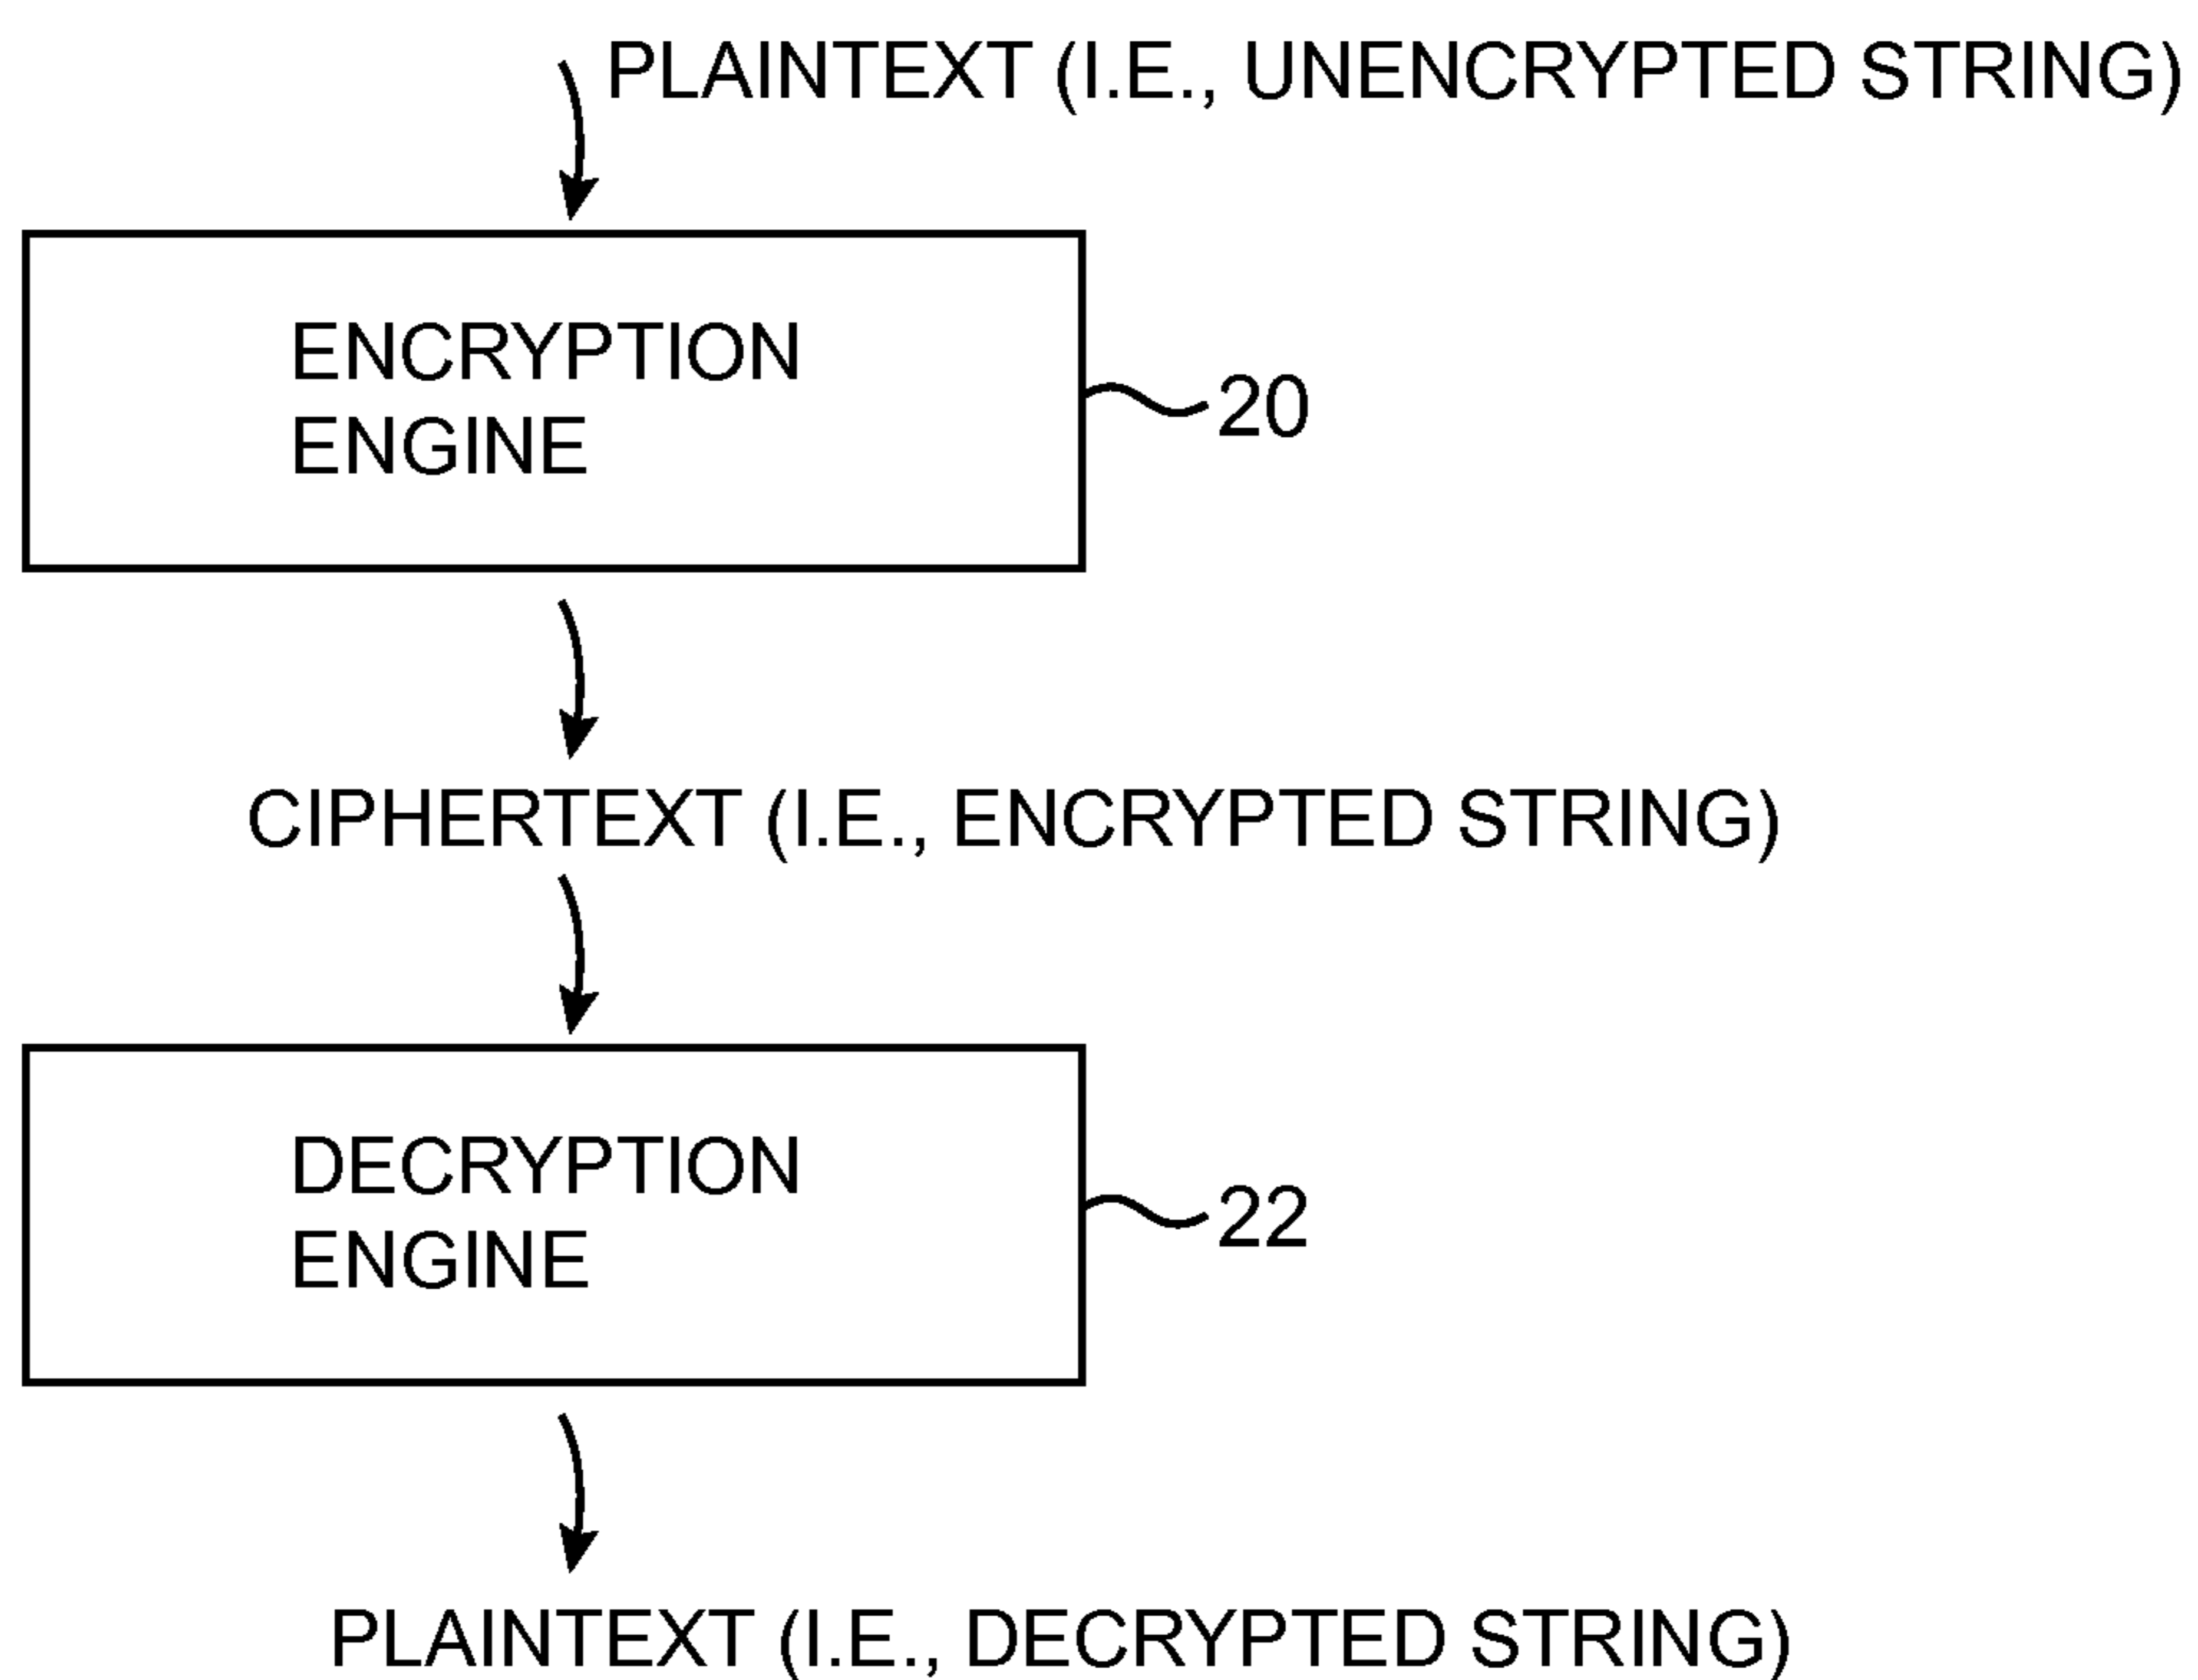 PLAINTEXT (I.E., UNENCRYPTED STRING)
ENCRYPTION
ENGINE
20
CIPHERTEXT (I.E., ENCRYPTED STRING)
DECRYPTION
ENGINE
22
PLAINTEXT (I.E., DECRYPTED STRING)